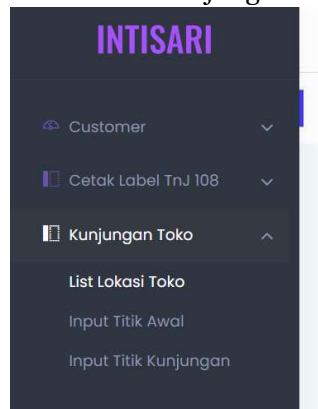 INTISARI
Customer
Cetak Label TnJ 108
Kunjungan Toko
List Lokasi Toko
Input Titik Awal
Input Titik Kunjungan